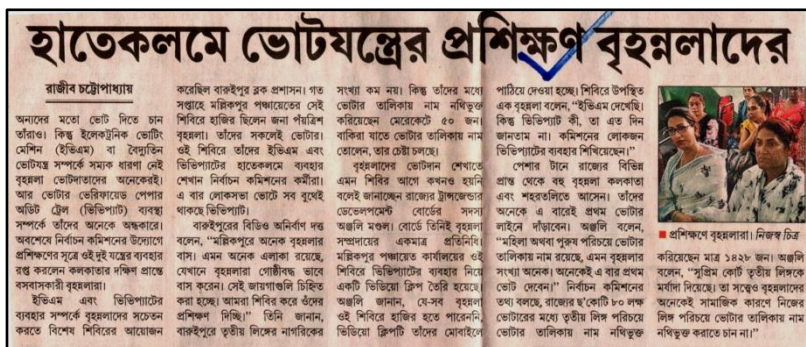 হাতেকলমে ভোটযন্ত্রের প্রশিক্ষণ বৃহন্নলাদের
রাজীব চট্টোপাধ্যায়
অন্যদের মতো ভোট দিতে চান
তাঁরাও। কিন্তু ইলেকট্রনিক ভোটিং
মেশিন (ইভিএম) বা বৈদ্যুতিন
ভোটযন্ত্র সম্পর্কে সম্যক ধারণা নেই
বৃহন্নলা ভোটদাতাদের অনেকেরই।
আর ভোটার ভেরিফায়েড পেপার
অডিট ট্রেল (ভিভিপ্যাট) ব্যবস্থা
সম্পর্কে তাঁদের অনেকে অন্ধকারে।
অবশেষে নির্বাচন কমিশনের উদ্যোগে
প্রশিক্ষণের সূত্রে ওই দুই যন্ত্রের ব্যবহার
রপ্ত করলেন কলকাতার দক্ষিণ প্রান্তে
বসবাসকারী বৃহন্নলারা।
ইভিএম এবং ভিভিপ্যাটের
ব্যবহার সম্পর্কে বৃহন্নলাদের সচেতন
করতে বিশেষ শিবিরের আয়োজন
করেছিল বারুইপুর ব্লক প্রশাসন। গত
সপ্তাহে মল্লিকপুর পঞ্চায়েতের সেই
শিবিরে হাজির ছিলেন জনা পঁয়ত্রিশ
বৃহন্নলা। তাঁদের সকলেই ভোটার।
ওই শিবিরে তাঁদের ইভিএম এবং
ভিভিপ্যাটের হাতেকলমে ব্যবহার
শেখান নির্বাচন কমিশনের কর্মীরা।
এ বার লোকসভা ভোটে সব বুথেই
থাকছে ভিভিপ্যাট।
বারুইপুরের বিডিও অনির্বাণ দত্ত
বলেন, “মল্লিকপুরে অনেক বৃহন্নলার
বাস। এমন অনেক এলাকা রয়েছে,
যেখানে বৃহন্নলারা গোষ্ঠীবদ্ধ ভাবে
বাস করেন। সেই জায়গাগুলি চিহ্নিত
করা হচ্ছে। আমরা শিবির করে ওঁদের
প্রশিক্ষণ দিচ্ছি।” তিনি জানান,
বারুইপুরে তৃতীয় লিঙ্গের নাগরিকের
সংখ্যা কম নয়। কিন্তু তাঁদের মধ্যে
ভোটার তালিকায় নাম নথিভুক্ত
করিয়েছেন মেরেকেটে ৫০ জন।
বাকিরা যাতে ভোটার তালিকায় নাম
তোলেন, তার চেষ্টা চলছে।
বৃহন্নলাদের ভোটদান শেখাতে
এমন শিবির আগে কখনও হয়নি
বলেই জানাচ্ছেন রাজ্যের ট্রান্সজেন্ডার
ডেভেলপমেন্ট বোর্ডের সদস্য
অঞ্জলি মণ্ডল। বোর্ডে তিনিই বৃহন্নলা
সম্প্রদায়ের একমাত্র প্রতিনিধি।
মল্লিকপুর পঞ্চায়েত কার্যালয়ের ওই
শিবিরে ভিভিপ্যাটের ব্যবহার নিয়ে
একটি ভিডিয়ো ক্লিপ তৈরি হয়েছে।
অঞ্জলি জানান, যে-সব বৃহন্নলা
ওই শিবিরে হাজির হতে পারেননি,
ভিডিয়ো ক্লিপটি তাঁদের মোবাইলে
পাঠিয়ে দেওয়া হচ্ছে। শিবিরে উপস্থিত
এক বৃহন্নলা বলেন, “ইভিএম দেখেছি।
কিন্তু ভিভিপ্যাট কী, তা এত দিন
জানতাম না। কমিশনের লোকজন
ভিভিপ্যাটের ব্যবহার শিখিয়েছেন।”
পেশার টানে রাজ্যের বিভিন্ন
প্রান্ত থেকে বহু বৃহন্নলা কলকাতা
এবং শহরতলিতে আসেন। তাঁদের
অনেকে এ বারেই প্রথম ভোটার
লাইনে দাঁড়াবেন। অঞ্জলি বলেন,
“মহিলা অথবা পুরুষ পরিচয়ে ভোটার
তালিকায় নাম রয়েছে, এমন বৃহন্নলার
সংখ্যা অনেক। অনেকেই এ বার প্রথম
ভোট দেবেন।” নির্বাচন কমিশনের
তথ্য বলছে, রাজ্যের ছ’কোটি ৮০ লক্ষ
ভোটারের মধ্যে তৃতীয় লিঙ্গ পরিচয়ে
ভোটার তালিকায় নাম নথিভুক্ত
প্রশিক্ষণে বৃহন্নলারা। নিজস্ব চিত্র
করিয়েছেন মাত্র ১৪২৮ জন। অঞ্জলি
বলেন, “সুপ্রিম কোর্ট তৃতীয় লিঙ্গকে
মর্যাদা দিয়েছে। তা সত্ত্বেও বৃহন্নলাদের
অনেকেই সামাজিক কারণে নিজের
লিঙ্গ পরিচয়ে ভোটার তালিকায় নাম
নথিভুক্ত করাতে চান না।”